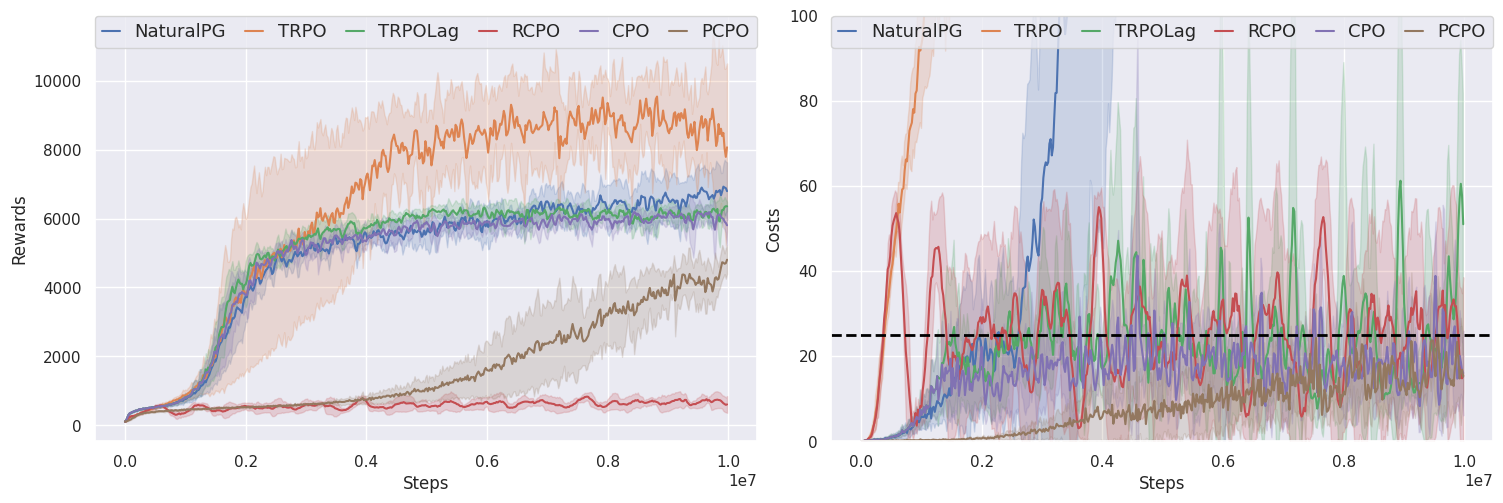 NaturalPG TRPO TRPOLag RCPO CPO PCPO
10000
8000
6000
4000
2000
0
Rewards
0.0 0.2 0.4 0.6 0.8 1.0
1e7
Steps
NaturalPG TRPO TRPOLag RCPO CPO PCPO
100
80
60
40
20
0
Costs
0.0 0.2 0.4 0.6 0.8 1.0
1e7
Steps